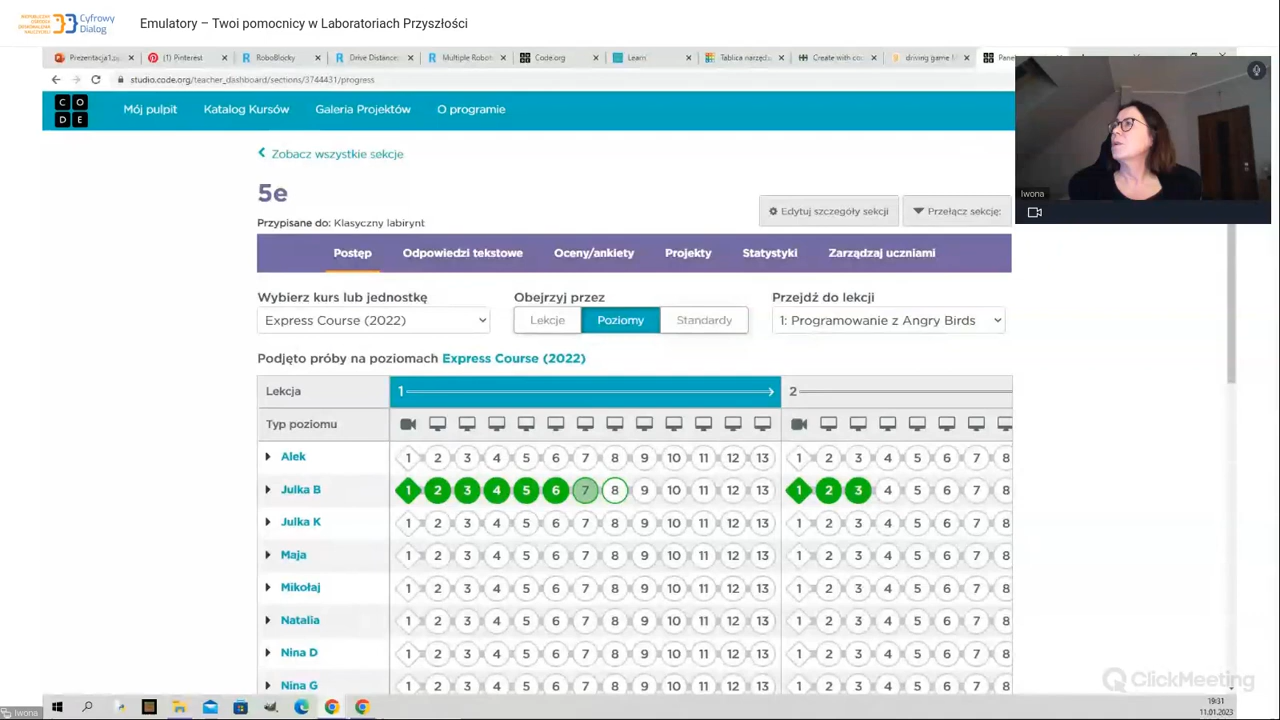 OGÓLNOPOLSKA
Cyfrowy
Dialog
Emulatory – Twoi pomocnicy w Laboratoriach Przyszłości
Prezentacja1.pp
(1) Pinterest
RoboBlocky
Drive Distance:
Multiple Robot:
Code.org
Learn
Tablica narzędz
Create with co
driving game
Pane
studio.code.org/teacher_dashboard/sections/3744431/progress
C O
D E
Mój pulpit
Katalog Kursów
Galeria Projektów
O programie
Zobacz wszystkie sekcje
5e
Przypisane do: Klasyczny labirynt
Edytuj szczegóły sekcji
Przełącz sekcję:
Postęp
Odpowiedzi tekstowe
Oceny/ankiety
Projekty
Statystyki
Zarządzaj uczniami
Wybierz kurs lub jednostkę
Obejrzyj przez
Przejdź do lekcji
Express Course (2022)
Lekcje
Poziomy
Standardy
1: Programowanie z Angry Birds
Podjęto próby na poziomach Express Course (2022)
Lekcja 1 2
Typ poziomu
Alek 1 2 3 4 5 6 7 8 9 10 11 12 13 1 2 3 4 5 6 7 8
Julka B 1 2 3 4 5 6 7 8 9 10 11 12 13 1 2 3 4 5 6 7 8
Julka K 1 2 3 4 5 6 7 8 9 10 11 12 13 1 2 3 4 5 6 7 8
Maja 1 2 3 4 5 6 7 8 9 10 11 12 13 1 2 3 4 5 6 7 8
Mikołaj 1 2 3 4 5 6 7 8 9 10 11 12 13 1 2 3 4 5 6 7 8
Natalia 1 2 3 4 5 6 7 8 9 10 11 12 13 1 2 3 4 5 6 7 8
Nina D 1 2 3 4 5 6 7 8 9 10 11 12 13 1 2 3 4 5 6 7 8
Nina G 1 2 3 4 5 6 7 8 9 10 11 12 13 1 2 3 4 5 6 7 8
Iwona
ClickMeeting
19:31
11.01.2023
Iwona